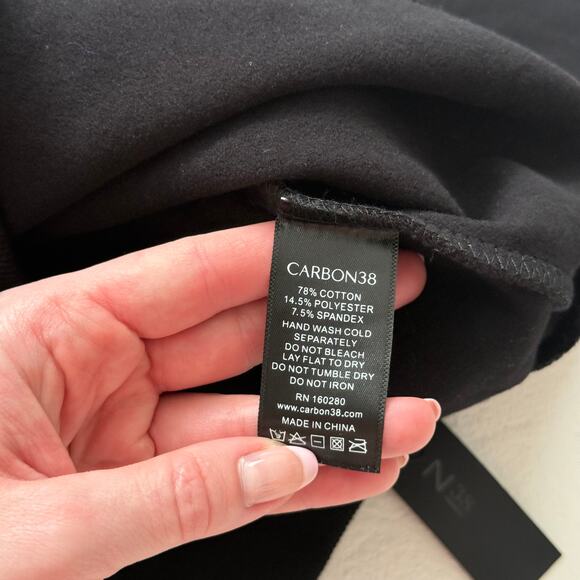 CARBON38
78% COTTON
14.5% POLYESTER
7.5% SPANDEX
HAND WASH COLD
SEPARATELY
DO NOT BLEACH
LAY FLAT TO DRY
DO NOT TUMBLE DRY
DO NOT IRON
RN 160280
www.carbon38.com
MADE IN CHINA
N38